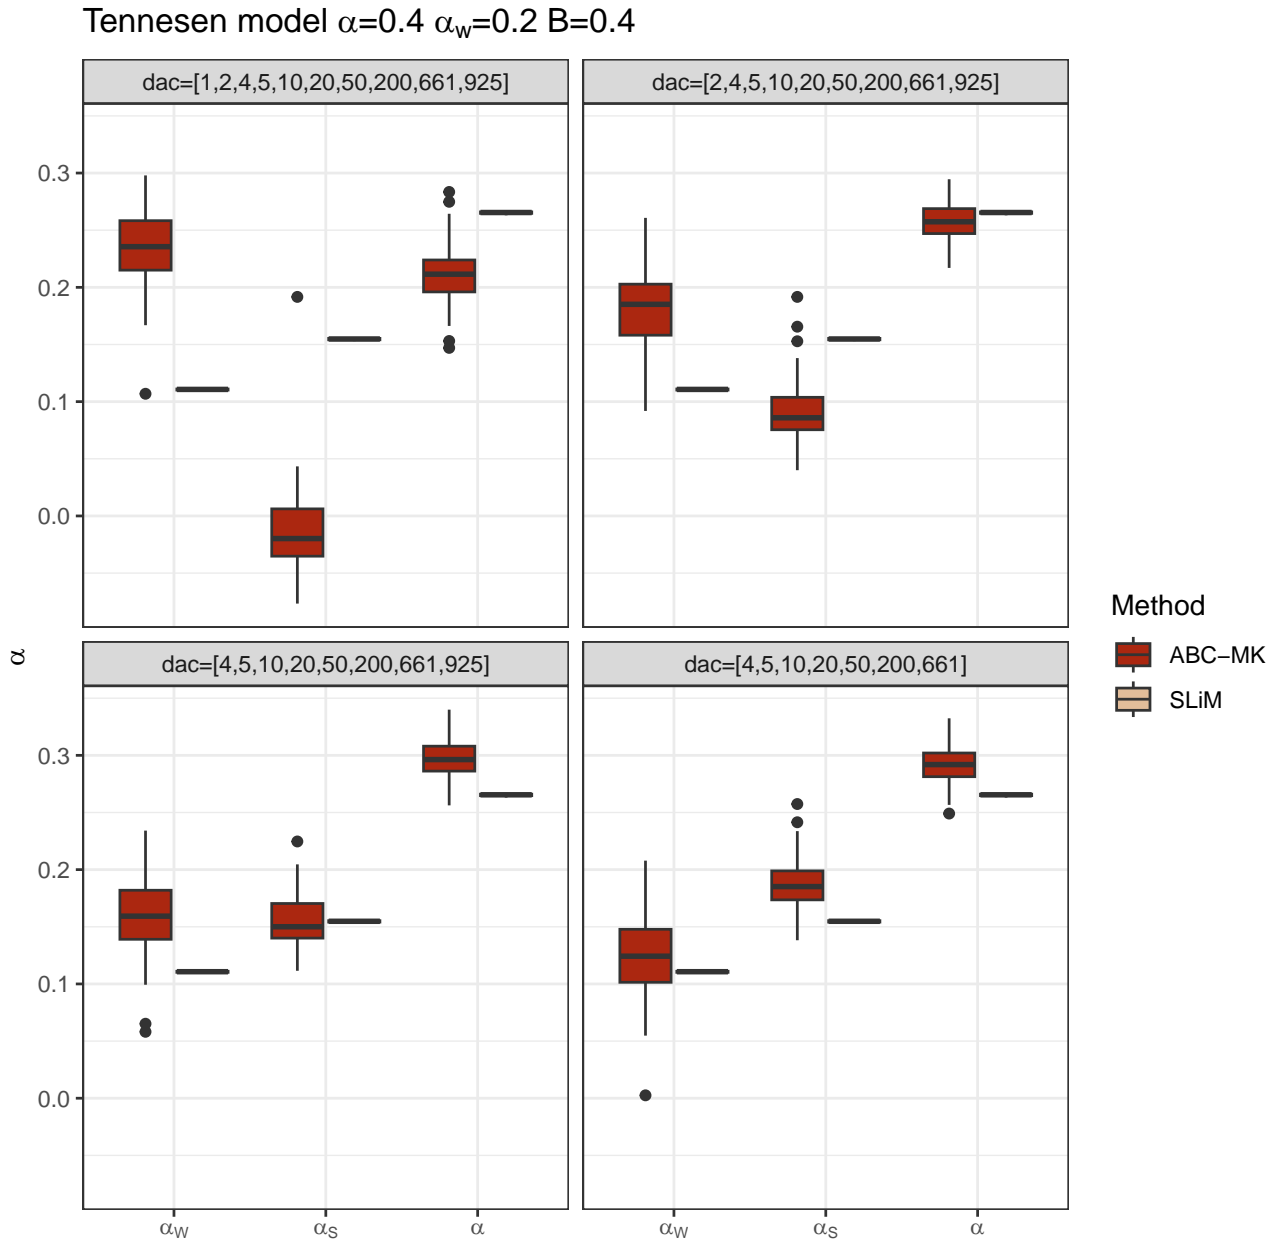 Tennesen model α=0.4 αw=0.2 B=0.4
dac=[1,2,4,5,10,20,50,200,661,925]
dac=[2,4,5,10,20,50,200,661,925]
0.3
0.2
0.1
0.0
α
dac=[4,5,10,20,50,200,661,925]
dac=[4,5,10,20,50,200,661]
0.3
0.2
0.1
0.0
αW
αS
α
αW
αS
α
Method
ABC−MK
SLiM